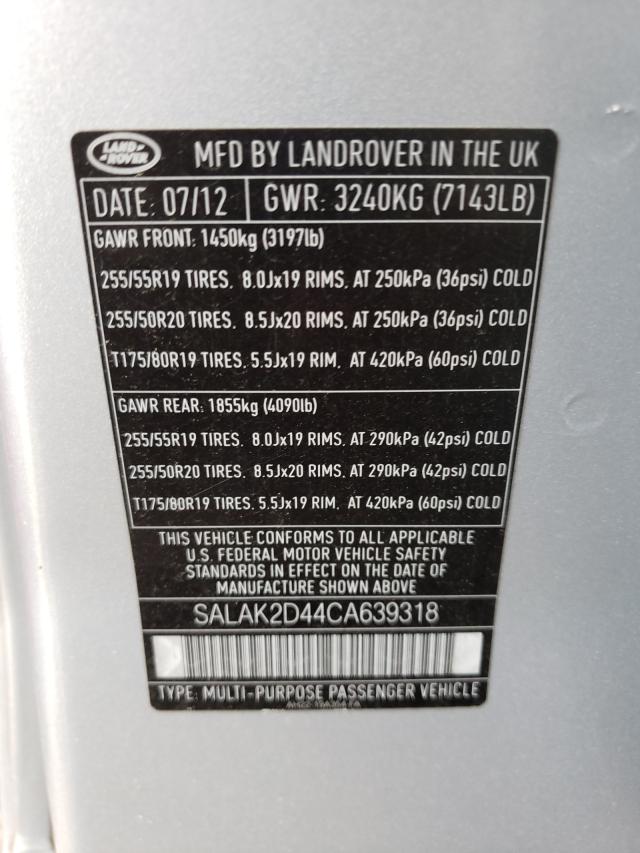 LAND
ROVER
MFD BY LANDROVER IN THE UK
DATE: 07/12 GWR: 3240KG (7143LB)
GAWR FRONT: 1450kg (3197lb)
255/55R19 TIRES, 8.0Jx19 RIMS, AT 250kPa (36psi) COLD
255/50R20 TIRES, 8.5Jx20 RIMS, AT 250kPa (36psi) COLD
T175/80R19 TIRES, 5.5Jx19 RIM, AT 420kPa (60psi) COLD
GAWR REAR: 1855kg (4090lb)
255/55R19 TIRES, 8.0Jx19 RIMS, AT 290kPa (42psi) COLD
255/50R20 TIRES, 8.5Jx20 RIMS, AT 290kPa (42psi) COLD
T175/80R19 TIRES, 5.5Jx19 RIM, AT 420kPa (60psi) COLD
THIS VEHICLE CONFORMS TO ALL APPLICABLE
U.S. FEDERAL MOTOR VEHICLE SAFETY
STANDARDS IN EFFECT ON THE DATE OF
MANUFACTURE SHOWN ABOVE
SALAK2D44CA639318
TYPE: MULTI-PURPOSE PASSENGER VEHICLE